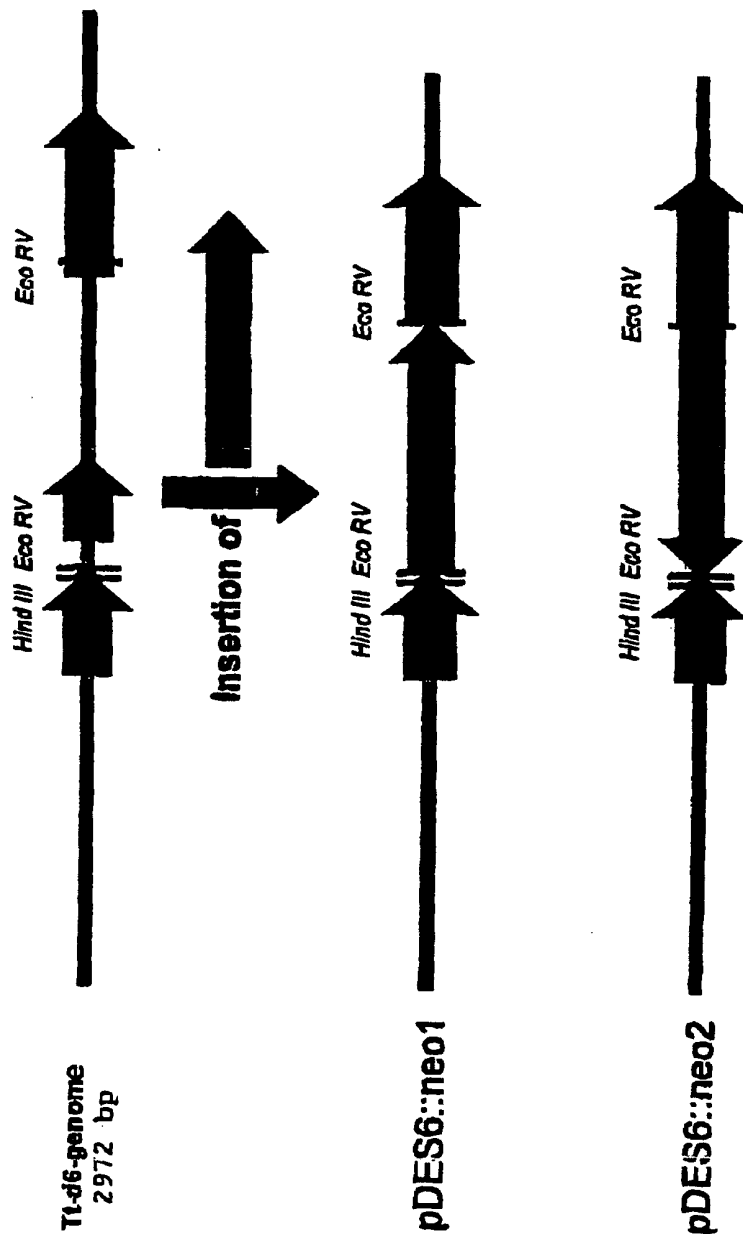 Tt-d6-genome
2972 bp
Hind III Eco RV
Eco RV
Insertion of
pDES6::neo1
Hind III Eco RV
Eco RV
pDES6::neo2
Hind III Eco RV
Eco RV